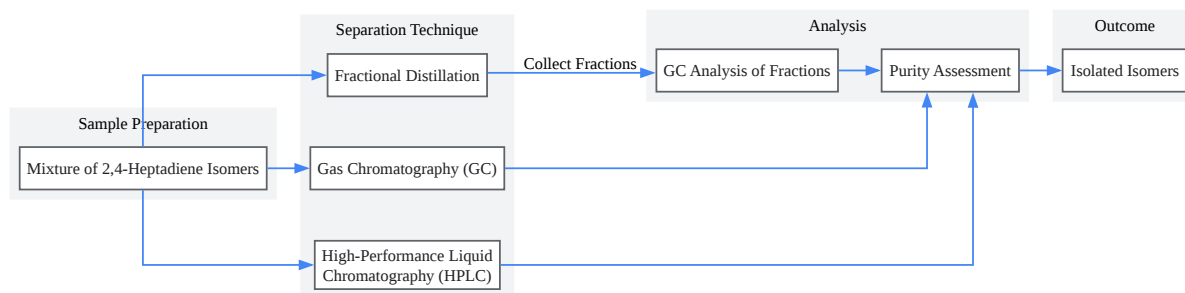 Sample Preparation
Mixture of 2,4-Heptadiene Isomers
Separation Technique
Fractional Distillation
Gas Chromatography (GC)
High-Performance Liquid
Chromatography (HPLC)
Collect Fractions
Analysis
GC Analysis of Fractions
Purity Assessment
Outcome
Isolated Isomers